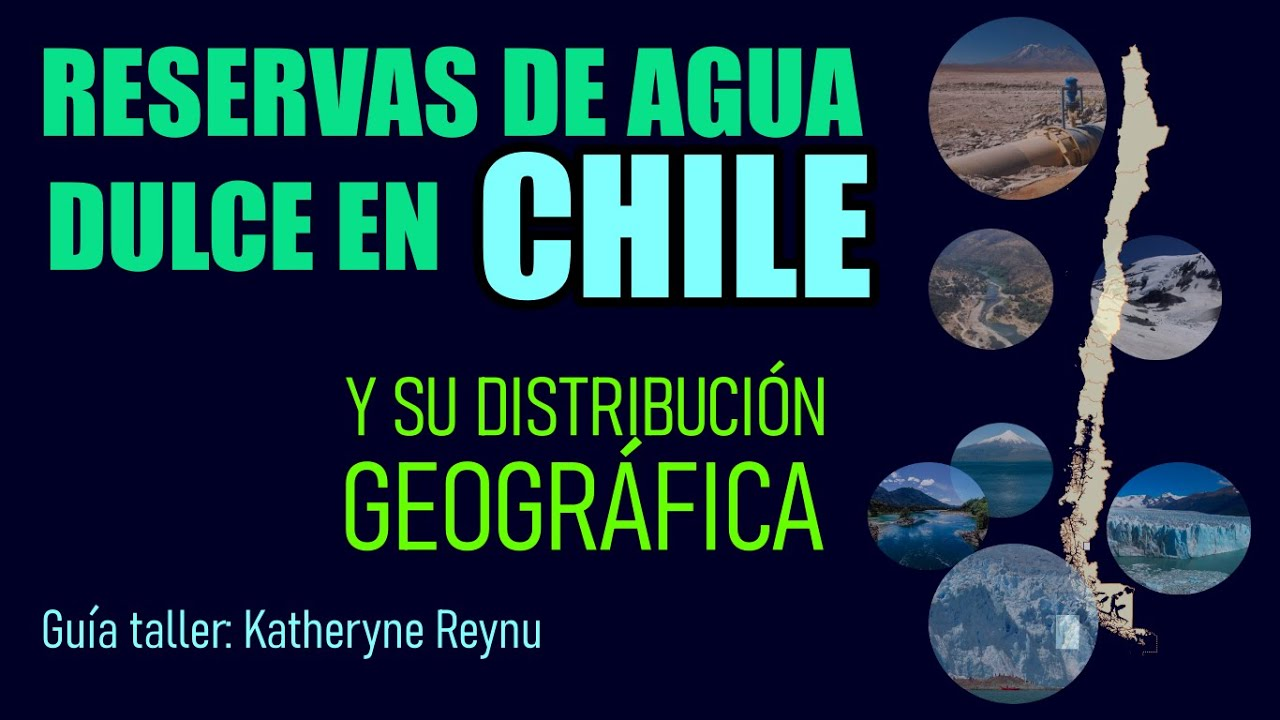 RESERVAS DE AGUA
DULCE EN CHILE
Y SU DISTRIBUCIÓN
GEOGRÁFICA
Guía taller: Katheryne Reynu